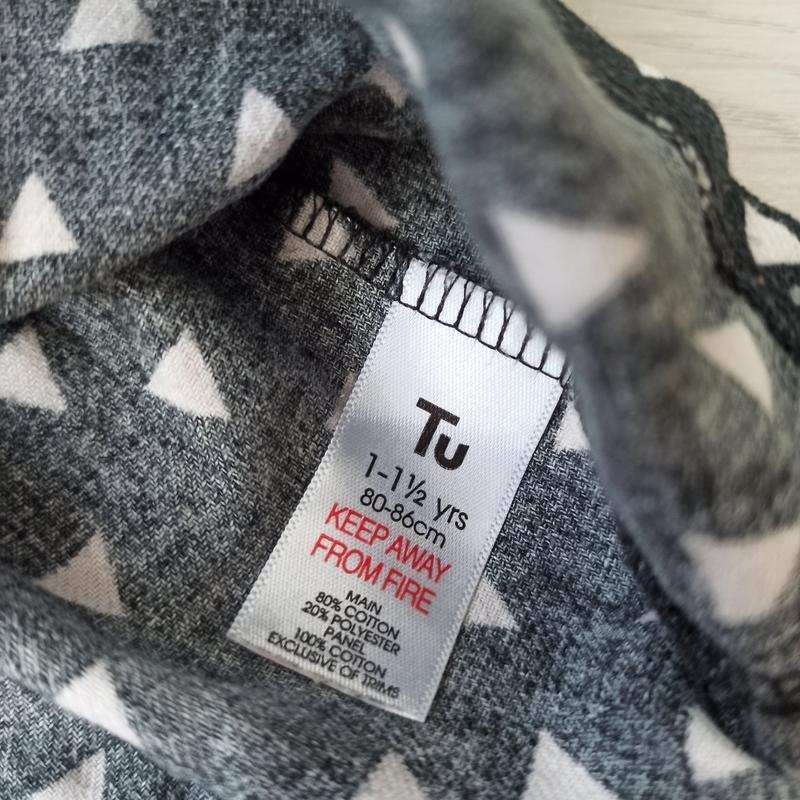 Tu
1-1½ yrs
80-86cm
KEEP AWAY
FROM FIRE
MAIN
80% COTTON
20% POLYESTER
PANEL
100% COTTON
EXCLUSIVE OF TRIMS